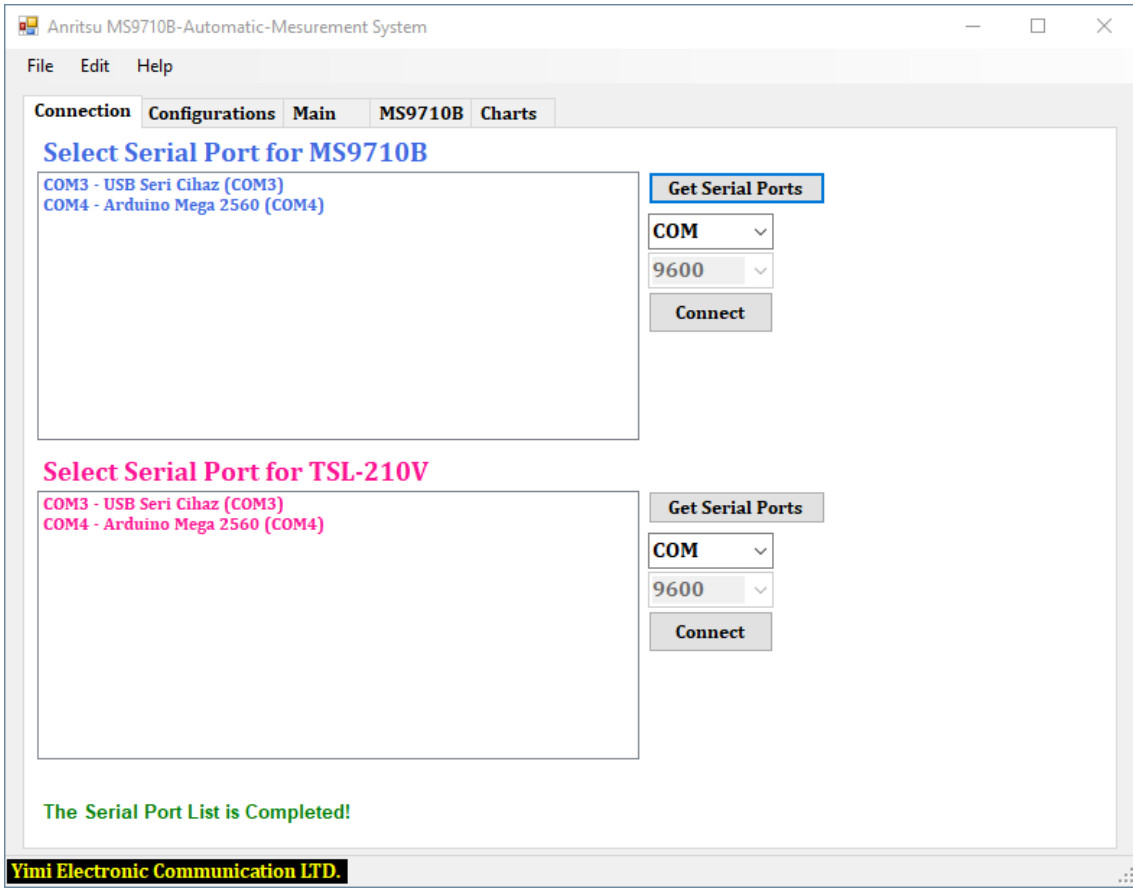 Anritsu MS9710B-Automatic-Mesurement System
File Edit Help
Connection Configurations Main MS9710B Charts
Select Serial Port for MS9710B
COM3 - USB Seri Cihaz (COM3)
COM4 - Arduino Mega 2560 (COM4)
Get Serial Ports
COM
9600
Connect
Select Serial Port for TSL-210V
COM3 - USB Seri Cihaz (COM3)
COM4 - Arduino Mega 2560 (COM4)
Get Serial Ports
COM
9600
Connect
The Serial Port List is Completed!
Yimi Electronic Communication LTD.